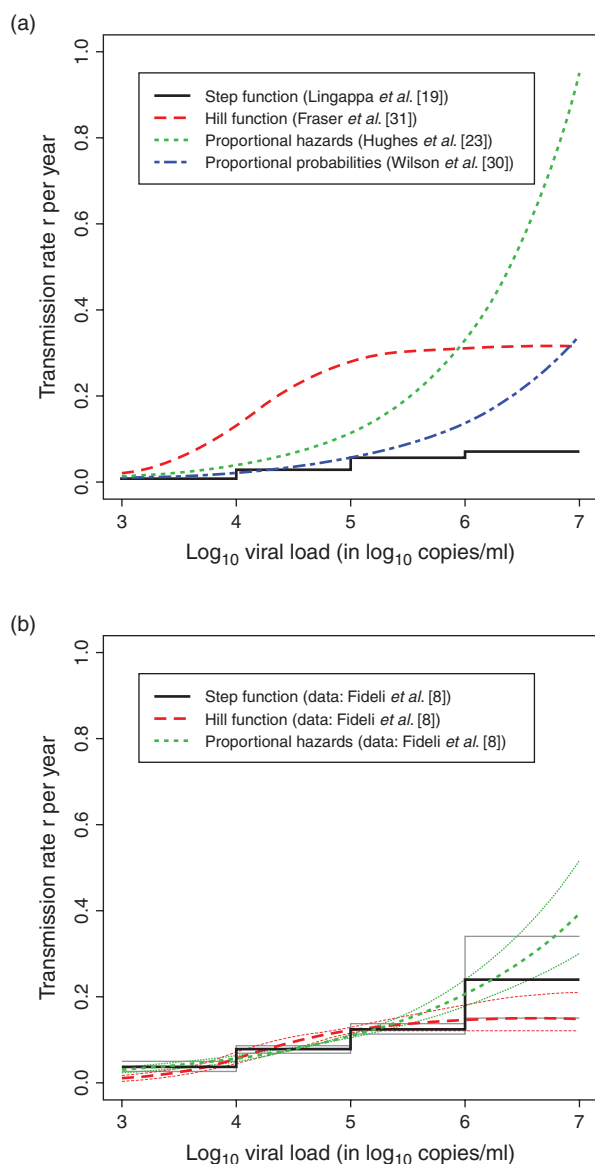 (a)
1.0
0.8
0.6
0.4
0.2
0.0
Transmission rate r per year
Step function (Lingappa et al. [19])
Hill function (Fraser et al. [31])
Proportional hazards (Hughes et al. [23])
Proportional probabilities (Wilson et al. [30])
3 4 5 6 7
Log10 viral load (in log10 copies/ml)
(b)
1.0
0.8
0.6
0.4
0.2
0.0
Transmission rate r per year
Step function (data: Fideli et al. [8])
Hill function (data: Fideli et al. [8])
Proportional hazards (data: Fideli et al. [8])
3 4 5 6 7
Log10 viral load (in log10 copies/ml)